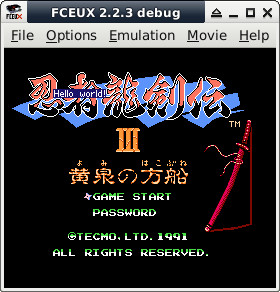 FCEUX 2.2.3 debug
File Options Emulation Movie Help
忍者龍剣伝
Hello world!
TM
III
よみ はこぶね
黄泉の方船
GAME START
PASSWORD
©TECMO,LTD.1991
ALL RIGHTS RESERVED.